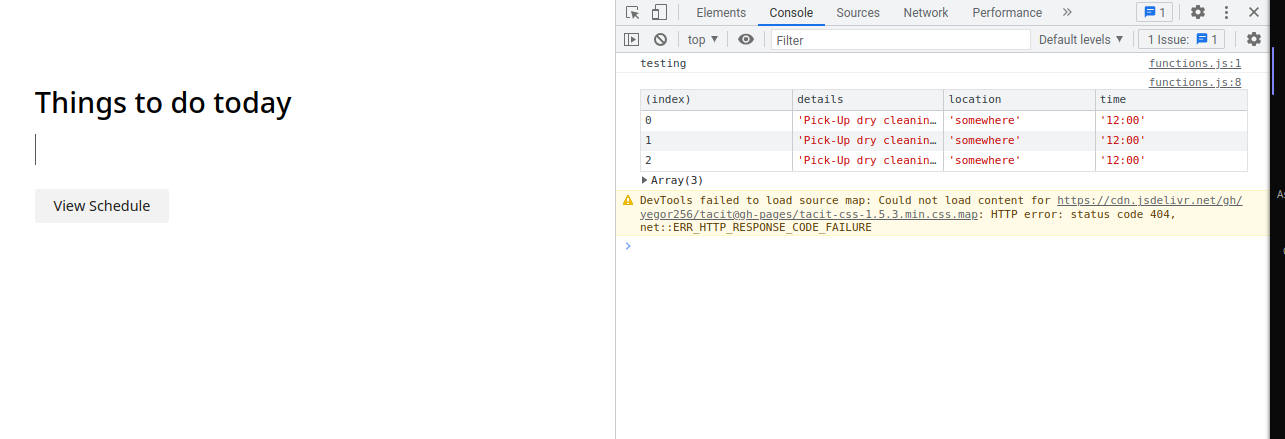 Things to do today
View Schedule
Elements Console Sources Network Performance 1
top Filter Default levels 1 Issue: 1
testing functions.js:1
functions.js:8
(index) details location time
0 'Pick-Up dry cleanin… 'somewhere' '12:00'
1 'Pick-Up dry cleanin… 'somewhere' '12:00'
2 'Pick-Up dry cleanin… 'somewhere' '12:00'
Array(3)
DevTools failed to load source map: Could not load content for https://cdn.jsdelivr.net/gh/
yegor256/tacit@gh-pages/tacit-css-1.5.3.min.css.map: HTTP error: status code 404,
net::ERR_HTTP_RESPONSE_CODE_FAILURE